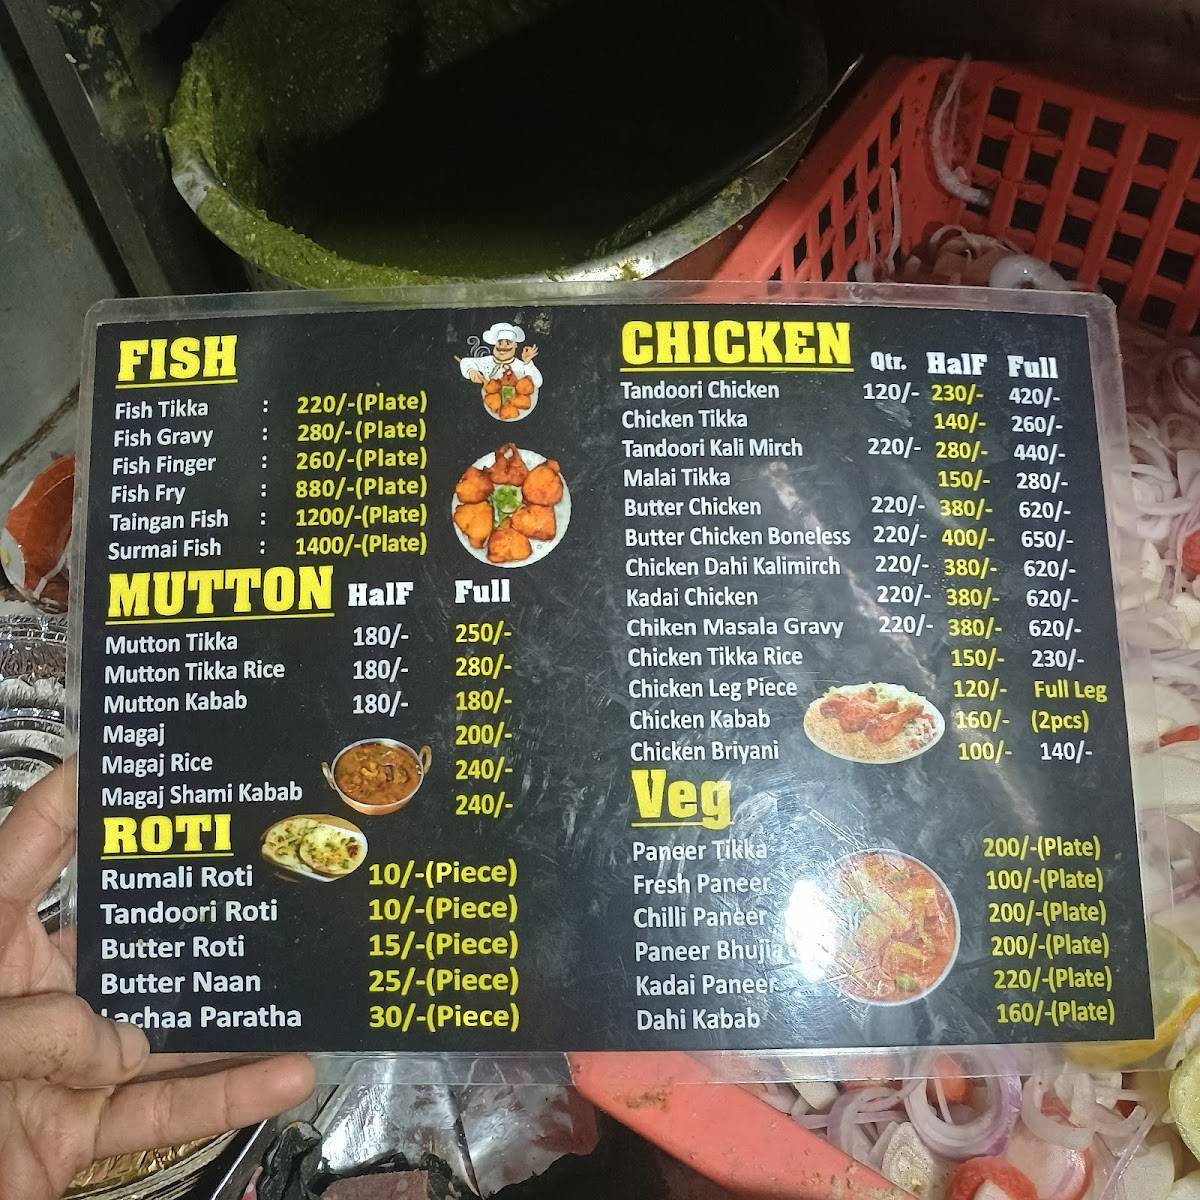 FISH
Fish Tikka : 220/-(Plate)
Fish Gravy : 280/-(Plate)
Fish Finger : 260/-(Plate)
Fish Fry : 880/-(Plate)
Taingan Fish : 1200/-(Plate)
Surmai Fish : 1400/-(Plate)
MUTTON HalF Full
Mutton Tikka 180/- 250/-
Mutton Tikka Rice 180/- 280/-
Mutton Kabab 180/- 180/-
Magaj 200/-
Magaj Rice 240/-
Magaj Shami Kabab 240/-
ROTI
Rumali Roti 10/-(Piece)
Tandoori Roti 10/-(Piece)
Butter Roti 15/-(Piece)
Butter Naan 25/-(Piece)
Lachaa Paratha 30/-(Piece)
CHICKEN Qtr. HalF Full
Tandoori Chicken 120/- 230/- 420/-
Chicken Tikka 140/- 260/-
Tandoori Kali Mirch 220/- 280/- 440/-
Malai Tikka 150/- 280/-
Butter Chicken 220/- 380/- 620/-
Butter Chicken Boneless 220/- 400/- 650/-
Chicken Dahi Kalimirch 220/- 380/- 620/-
Kadai Chicken 220/- 380/- 620/-
Chiken Masala Gravy 220/- 380/- 620/-
Chicken Tikka Rice 150/- 230/-
Chicken Leg Piece 120/- Full Leg
Chicken Kabab 160/- (2pcs)
Chicken Briyani 100/- 140/-
Veg
Paneer Tikka 200/-(Plate)
Fresh Paneer 100/-(Plate)
Chilli Paneer 200/-(Plate)
Paneer Bhujia 200/-(Plate)
Kadai Paneer 220/-(Plate)
Dahi Kabab 160/-(Plate)